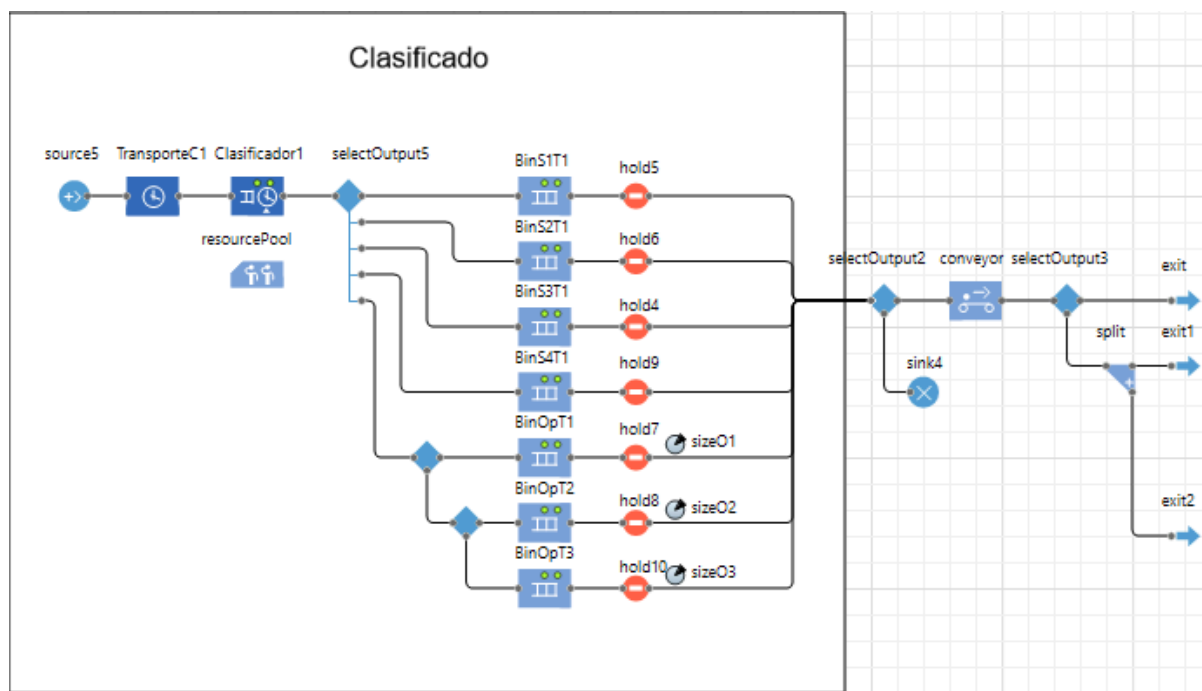 Clasificado
source5
TransporteC1
Clasificador1
selectOutput5
resourcePool
BinS1T1
hold5
BinS2T1
hold6
BinS3T1
hold4
BinS4T1
hold9
BinOpT1
hold7
sizeO1
BinOpT2
hold8
sizeO2
BinOpT3
hold10
sizeO3
selectOutput2
conveyor
selectOutput3
exit
split
exit1
sink4
exit2